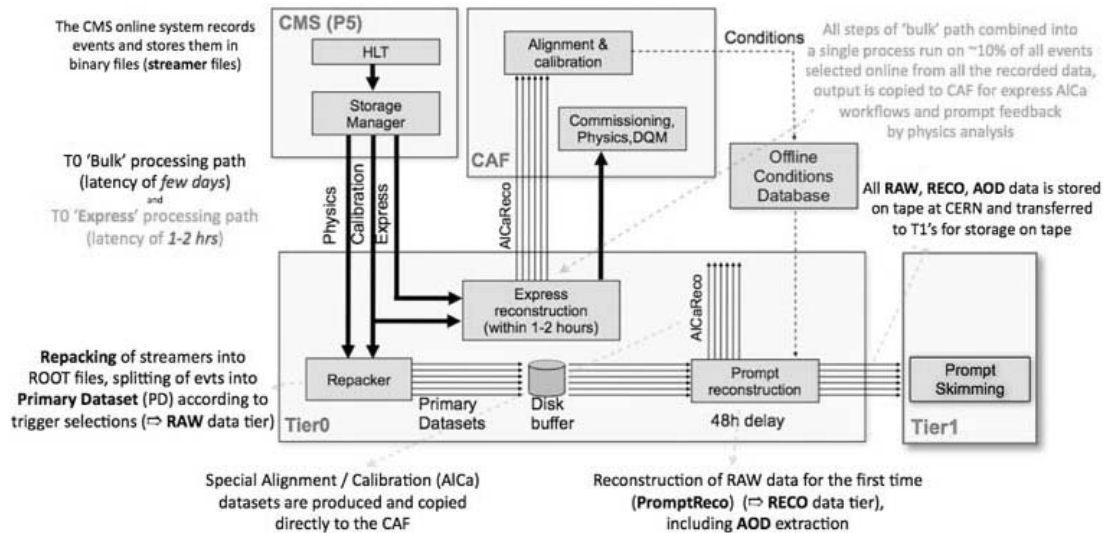 The CMS online system records
events and stores them in
binary files (streamer files)
CMS (P5)
HLT
Storage
Manager
Alignment &
calibration
Commissioning,
Physics,DQM
CAF
Conditions
All steps of ‘bulk’ path combined into
a single process run on ~10% of all events
selected online from all the recorded data,
output is copied to CAF for express AlCa
workflows and prompt feedback
by physics analysis
Offline
Conditions
Database
T0 ‘Bulk’ processing path
(latency of few days)
and
T0 ‘Express’ processing path
(latency of 1-2 hrs)
Physics
Calibration
Express
AlCaReco
All RAW, RECO, AOD data is stored
on tape at CERN and transferred
to T1’s for storage on tape
Express
reconstruction
(within 1-2 hours)
AlCaReco
Repacking of streamers into
ROOT files, splitting of evts into
Primary Dataset (PD) according to
trigger selections (⇨ RAW data tier)
Repacker
Primary
Datasets
Disk
buffer
Prompt
reconstruction
48h delay
Prompt
Skimming
Tier0
Tier1
Special Alignment / Calibration (AlCa)
datasets are produced and copied
directly to the CAF
Reconstruction of RAW data for the first time
(PromptReco) (⇨ RECO data tier),
including AOD extraction